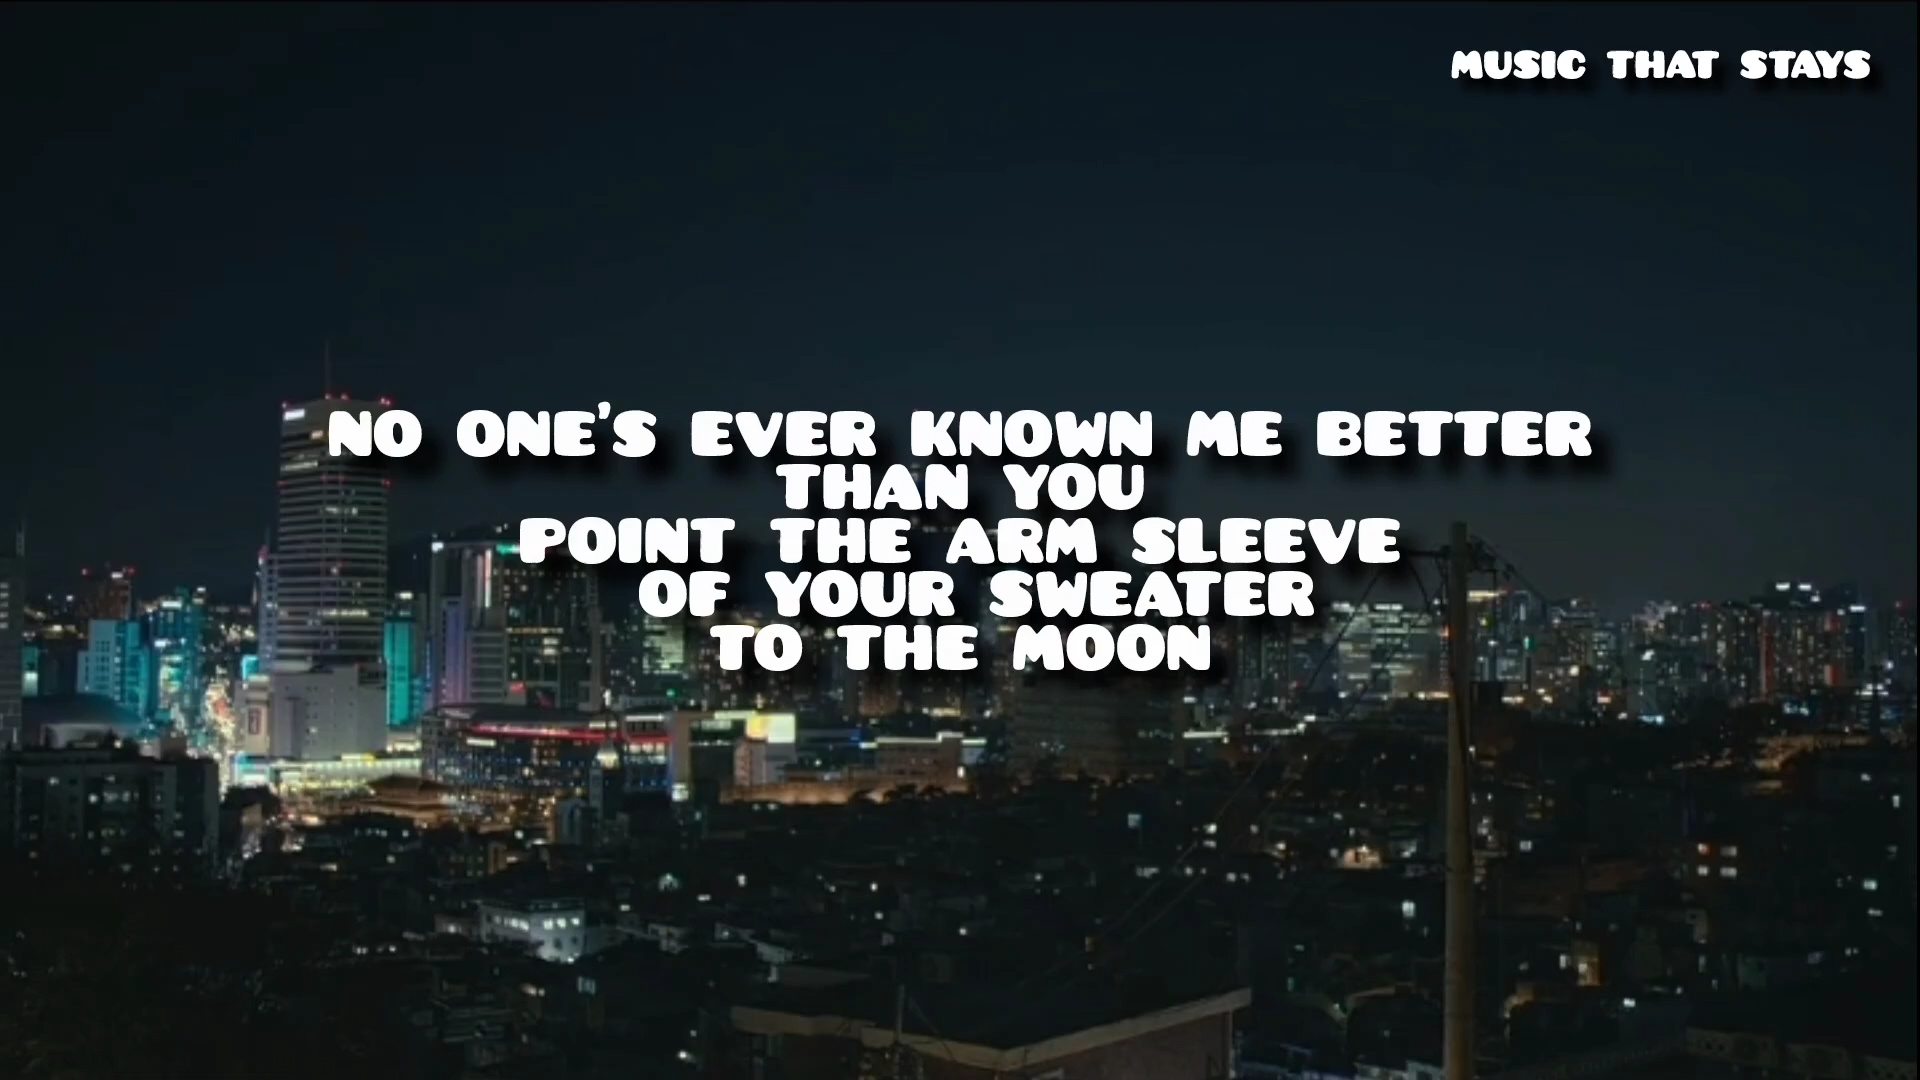 MUSIC THAT STAYS
NO ONE'S EVER KNOWN ME BETTER
THAN YOU
POINT THE ARM SLEEVE
OF YOUR SWEATER
TO THE MOON